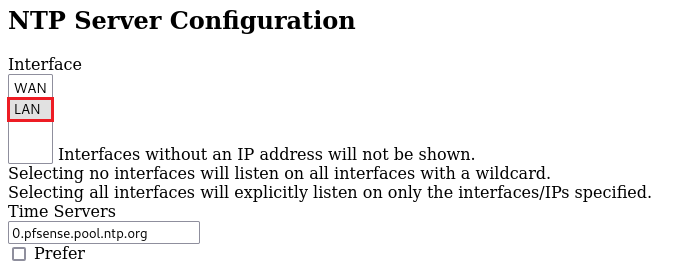 NTP Server Configuration
Interface
WAN
LAN
Interfaces without an IP address will not be shown.
Selecting no interfaces will listen on all interfaces with a wildcard.
Selecting all interfaces will explicitly listen on only the interfaces/IPs specified.
Time Servers
0.pfsense.pool.ntp.org
Prefer